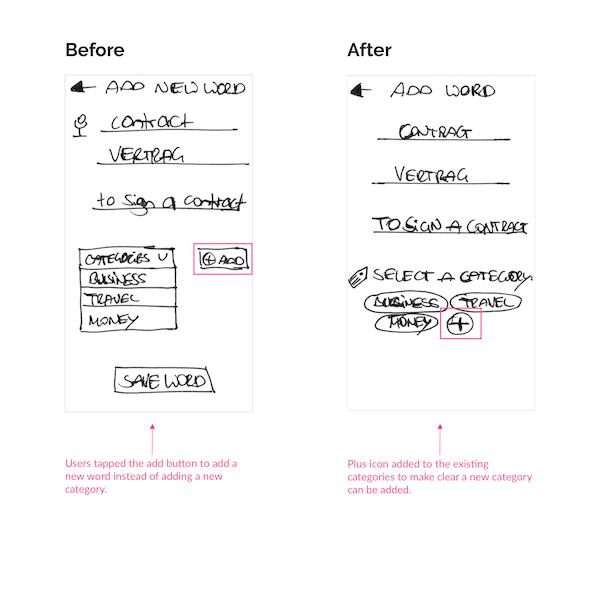 Before
ADD NEW WORD
Contract
VERTRAG
to sign a contract
CATEGORIES
+ ADD
BUSINESS
TRAVEL
MONEY
SAVE WORD
Users tapped the add button to add a
new word instead of adding a new
category.
After
ADD WORD
CONTRACT
VERTRAG
TO SIGN A CONTRACT
SELECT A CATEGORY:
BUSINESS TRAVEL
MONEY +
Plus icon added to the existing
categories to make clear a new category
can be added.